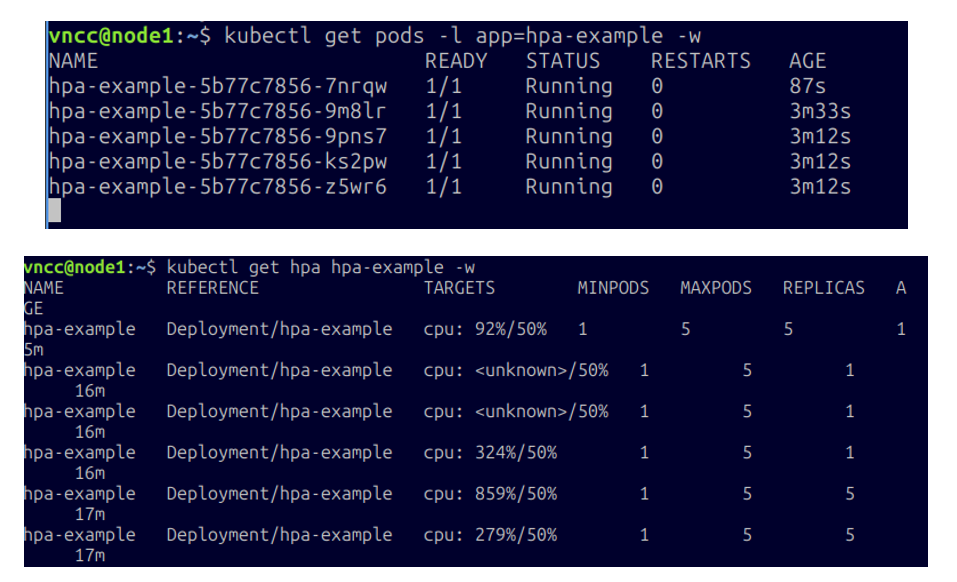 vncc@node1:~$ kubectl get pods -l app=hpa-example -w
NAME READY STATUS RESTARTS AGE
hpa-example-5b77c7856-7nrqw 1/1 Running 0 87s
hpa-example-5b77c7856-9m8lr 1/1 Running 0 3m33s
hpa-example-5b77c7856-9pns7 1/1 Running 0 3m12s
hpa-example-5b77c7856-ks2pw 1/1 Running 0 3m12s
hpa-example-5b77c7856-z5wr6 1/1 Running 0 3m12s
vncc@node1:~$ kubectl get hpa hpa-example -w
NAME REFERENCE TARGETS MINPODS MAXPODS REPLICAS A
GE
hpa-example Deployment/hpa-example cpu: 92%/50% 1 5 5 1
5m
hpa-example Deployment/hpa-example cpu: <unknown>/50% 1 5 1
16m
hpa-example Deployment/hpa-example cpu: <unknown>/50% 1 5 1
16m
hpa-example Deployment/hpa-example cpu: 324%/50% 1 5 1
16m
hpa-example Deployment/hpa-example cpu: 859%/50% 1 5 5
17m
hpa-example Deployment/hpa-example cpu: 279%/50% 1 5 5
17m